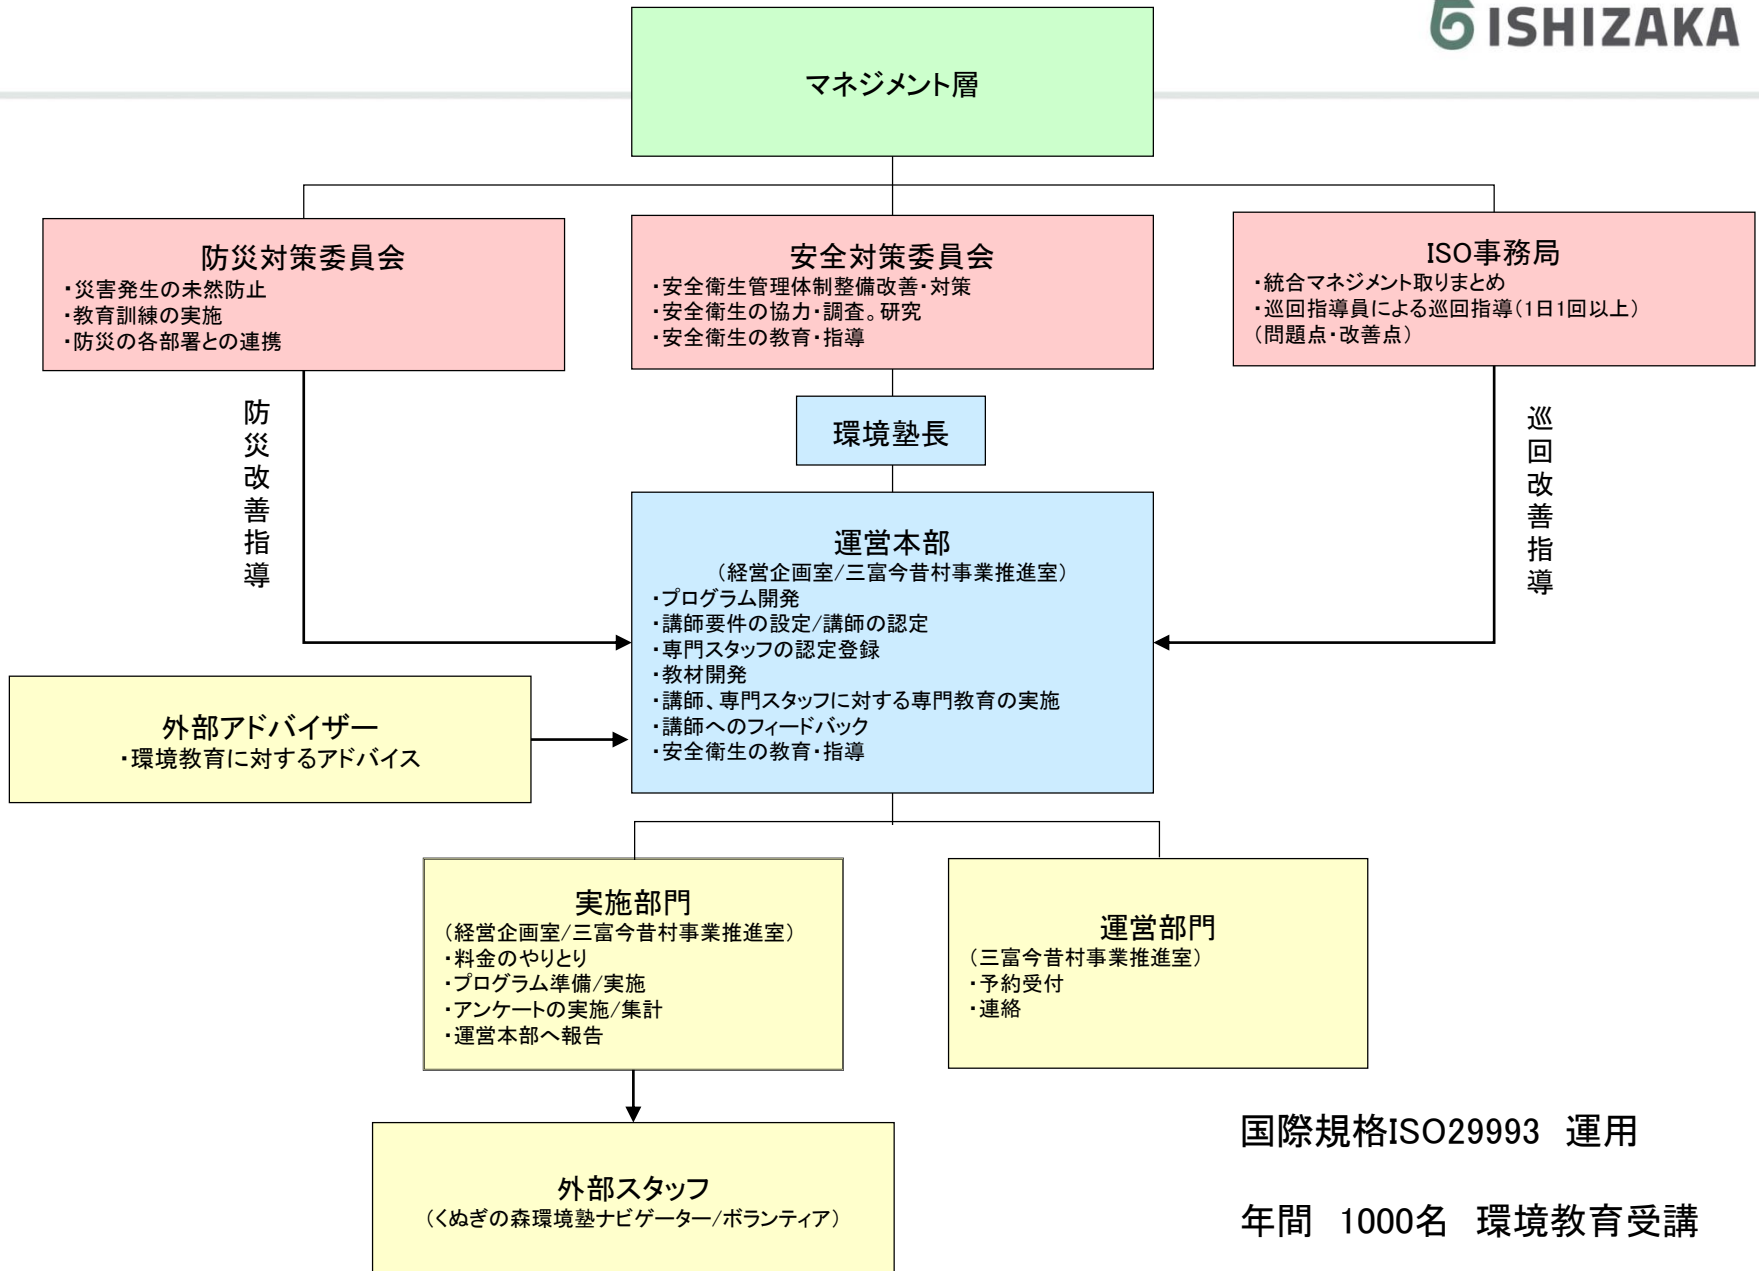 ISHIZAKA
マネジメント層
防災対策委員会
・災害発生の未然防止
・教育訓練の実施
・防災の各部署との連携
安全対策委員会
・安全衛生管理体制整備改善・対策
・安全衛生の協力・調査。研究
・安全衛生の教育・指導
ISO事務局
・統合マネジメント取りまとめ
・巡回指導員による巡回指導(1日1回以上)
(問題点・改善点)
防災改善指導
環境塾長
巡回改善指導
運営本部
(経営企画室/三富今昔村事業推進室)
・プログラム開発
・講師要件の設定/講師の認定
・専門スタッフの認定登録
・教材開発
・講師、専門スタッフに対する専門教育の実施
・講師へのフィードバック
・安全衛生の教育・指導
外部アドバイザー
・環境教育に対するアドバイス
実施部門
(経営企画室/三富今昔村事業推進室)
・料金のやりとり
・プログラム準備/実施
・アンケートの実施/集計
・運営本部へ報告
運営部門
(三富今昔村事業推進室)
・予約受付
・連絡
外部スタッフ
(くぬぎの森環境塾ナビゲーター/ボランティア)
国際規格ISO29993 運用
年間 1000名 環境教育受講